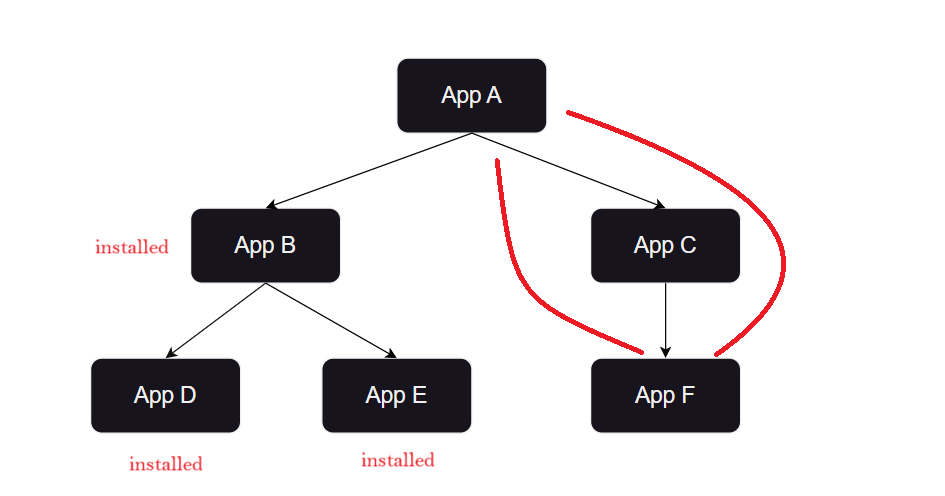 App A
installed
App B
App C
App D
App E
App F
installed
installed